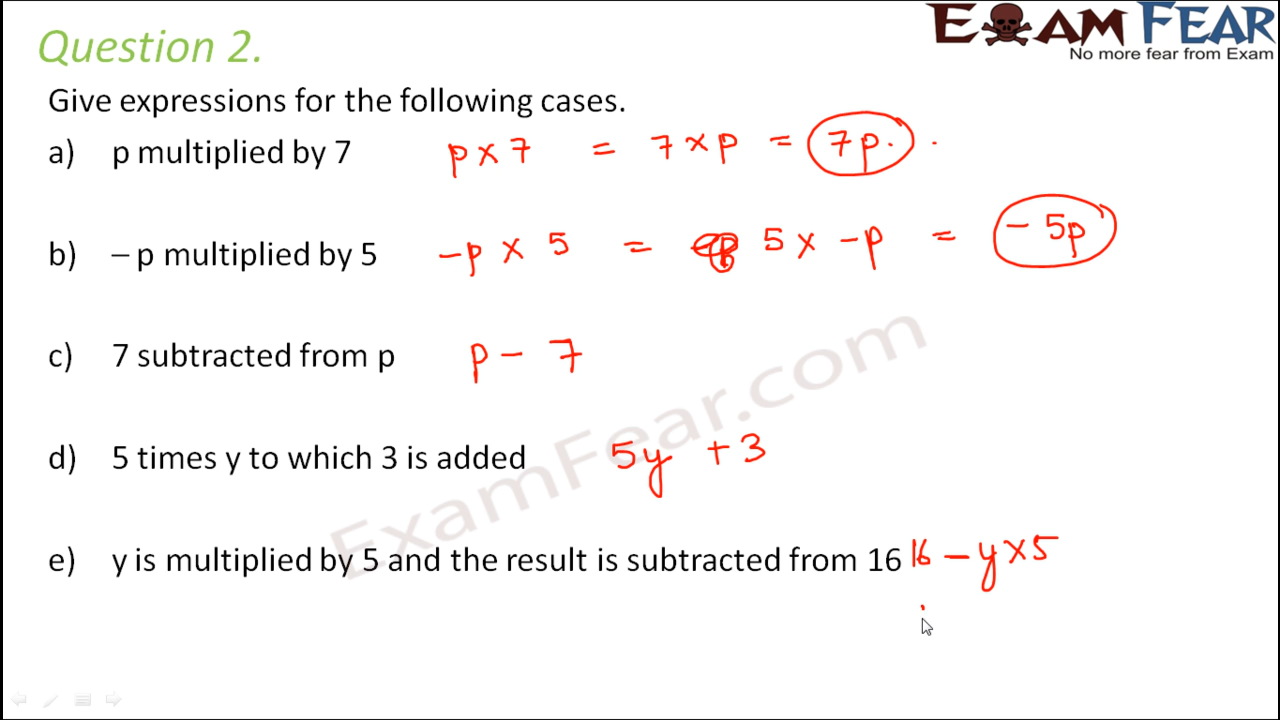 EXAM FEAR
No more fear from Exam
Question 2.
Give expressions for the following cases.
a) p multiplied by 7 p × 7 = 7 × p = 7p.
b) – p multiplied by 5 -p × 5 = 5 × -p = - 5p
c) 7 subtracted from p p - 7
d) 5 times y to which 3 is added 5y + 3
e) y is multiplied by 5 and the result is subtracted from 16 16 - y × 5
ExamFear.com